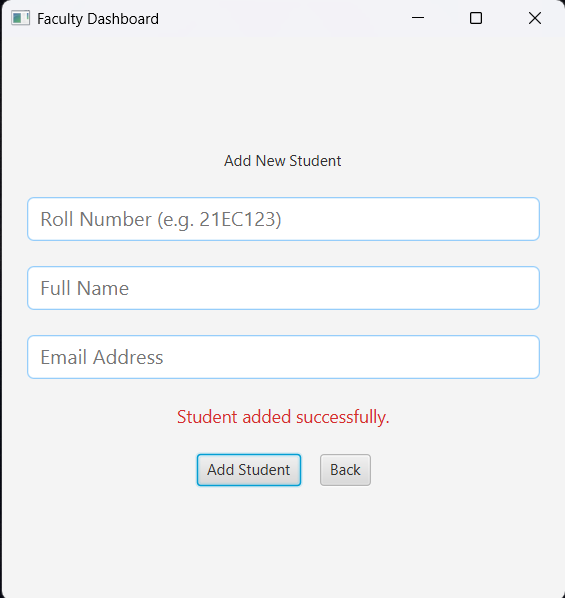 Faculty Dashboard
Add New Student
Roll Number (e.g. 21EC123)
Full Name
Email Address
Student added successfully.
Add Student Back